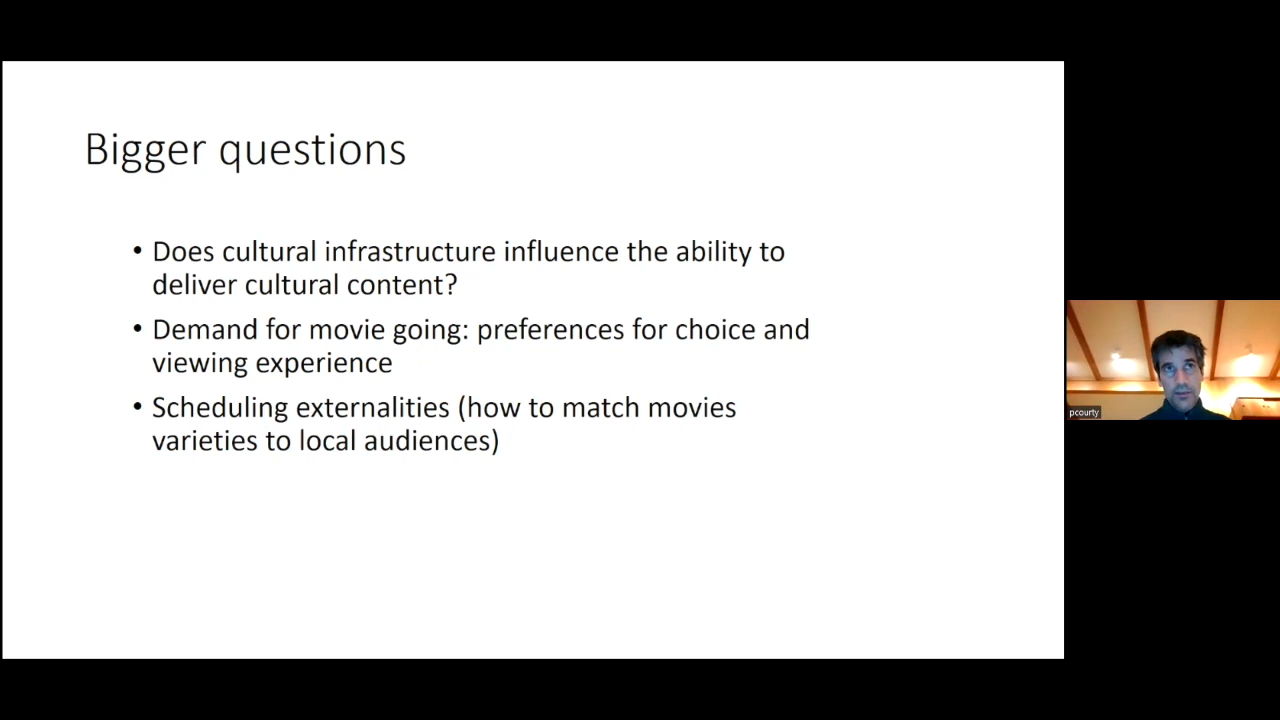 Bigger questions
• Does cultural infrastructure influence the ability to
deliver cultural content?
• Demand for movie going: preferences for choice and
viewing experience
• Scheduling externalities (how to match movies
varieties to local audiences)
pcourty